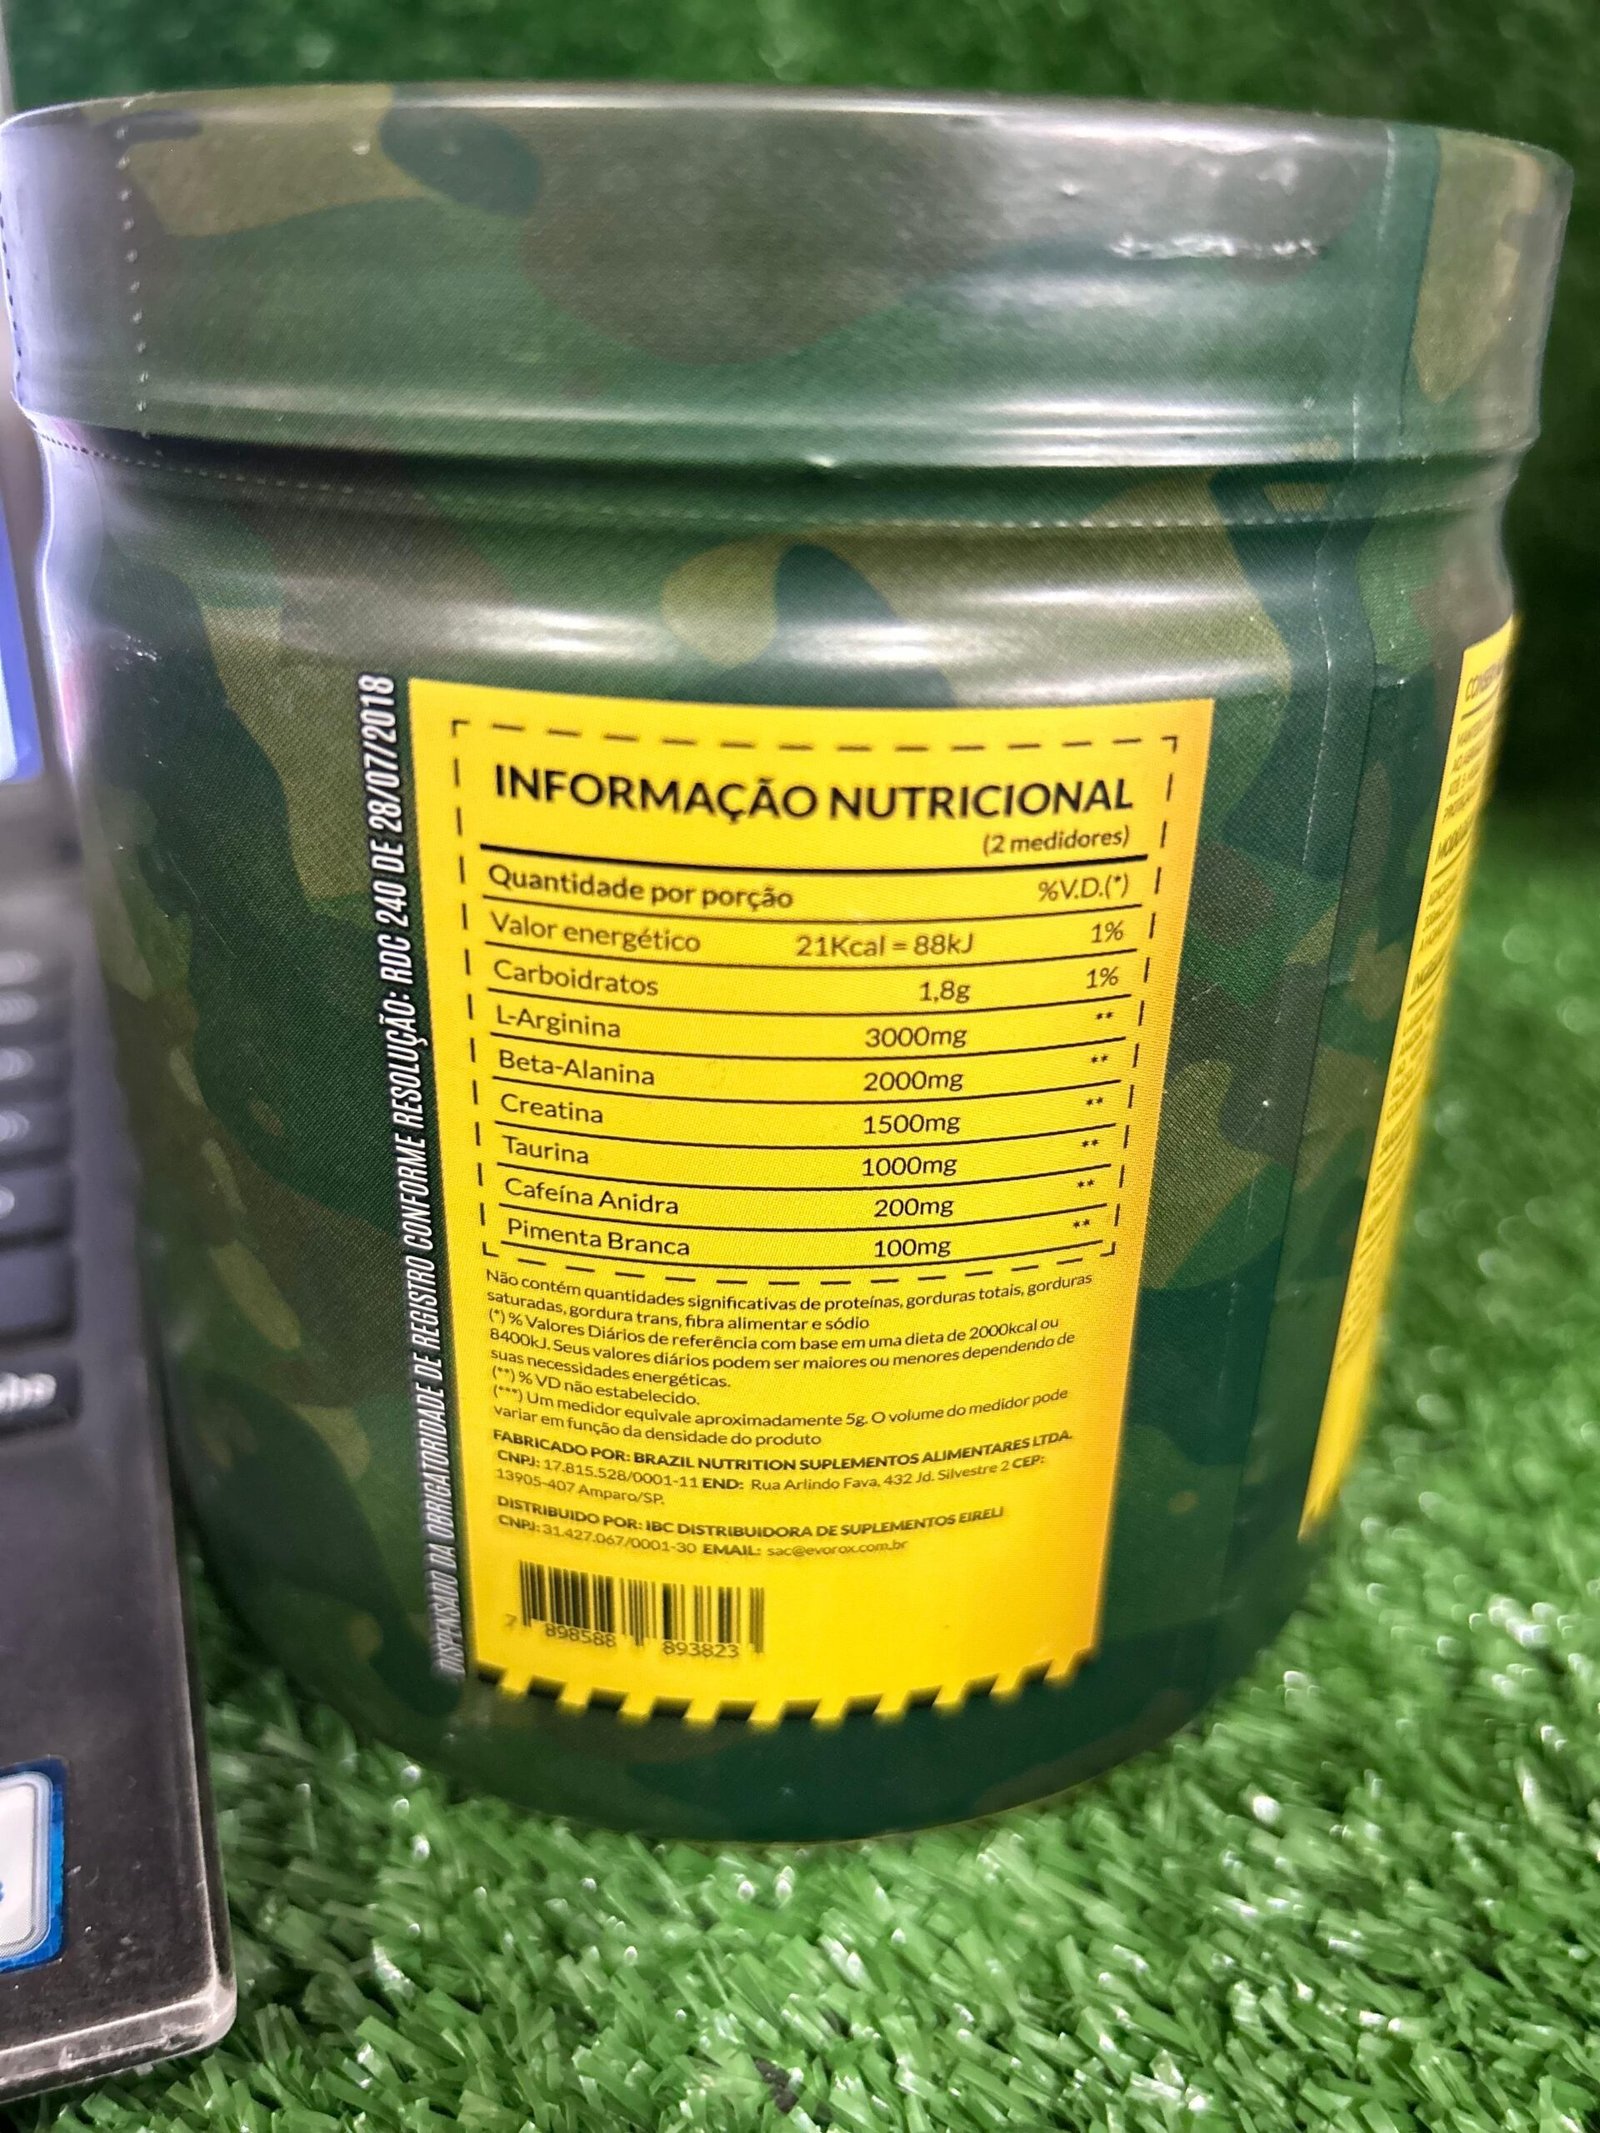 DISPENSADO DA OBRIGATORIEDADE DE REGISTRO CONFORME RESOLUÇÃO: RDC 240 DE 28/07/2018
INFORMAÇÃO NUTRICIONAL
(2 medidores)
Quantidade por porção %V.D.(*)
Valor energético 21Kcal = 88kJ 1%
Carboidratos 1,8g 1%
L-Arginina 3000mg **
Beta-Alanina 2000mg **
Creatina 1500mg **
Taurina 1000mg **
Cafeína Anidra 200mg **
Pimenta Branca 100mg **
Não contém quantidades significativas de proteínas, gorduras totais, gorduras
saturadas, gordura trans, fibra alimentar e sódio
(*) % Valores Diários de referência com base em uma dieta de 2000kcal ou
8400kJ. Seus valores diários podem ser maiores ou menores dependendo de
suas necessidades energéticas.
(**) % VD não estabelecido.
(***) Um medidor equivale aproximadamente 5g. O volume do medidor pode
variar em função da densidade do produto
FABRICADO POR: BRAZIL NUTRITION SUPLEMENTOS ALIMENTARES LTDA.
CNPJ: 17.815.528/0001-11 END: Rua Arlindo Fava, 432 Jd. Silvestre 2 CEP:
13905-407 Amparo/SP.
DISTRIBUIDO POR: IBC DISTRIBUIDORA DE SUPLEMENTOS EIRELI
CNPJ: 31.427.067/0001-30 EMAIL: sac@evorox.com.br
7 898588 893823